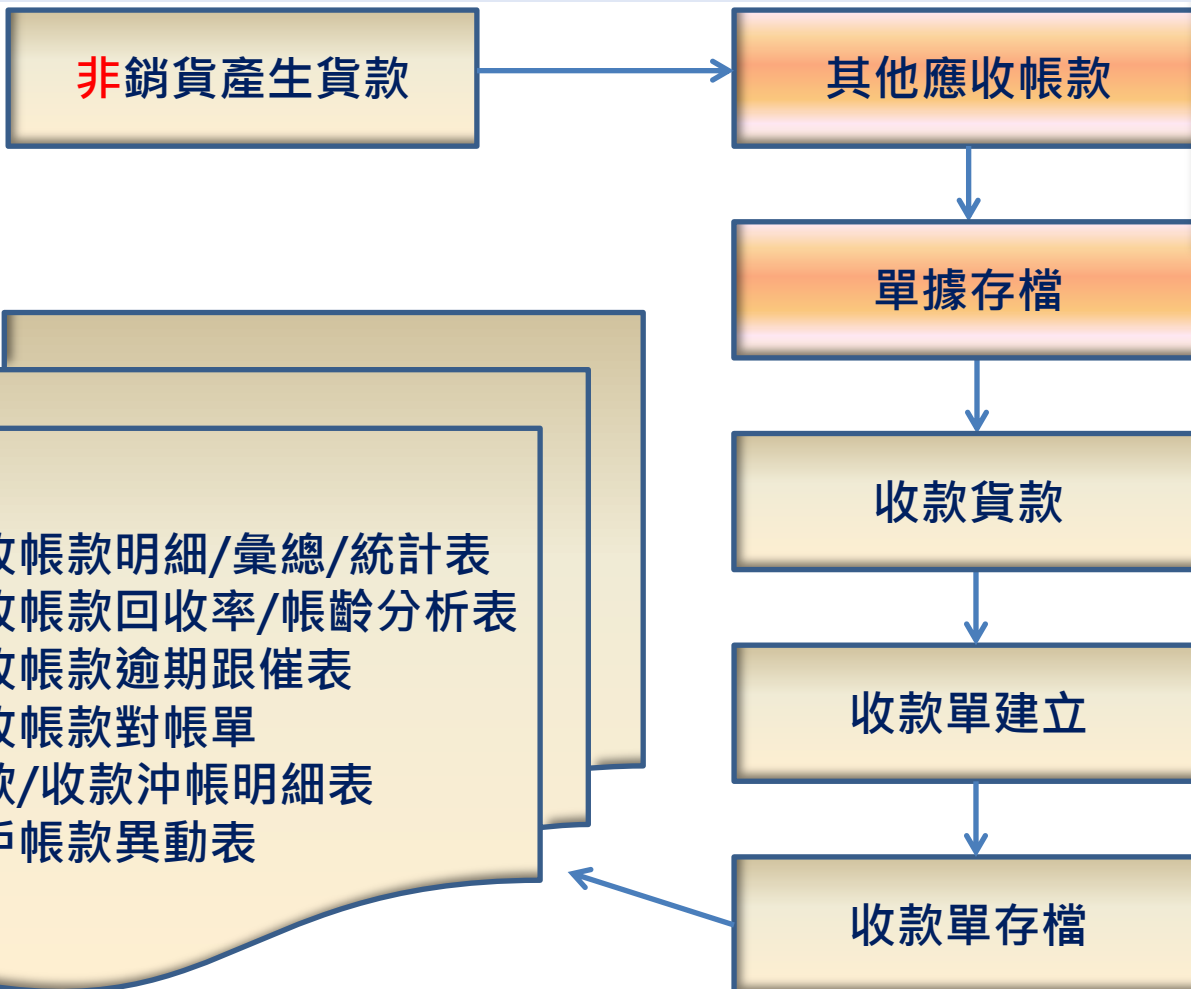 非銷貨產生貨款
其他應收帳款
單據存檔
收款貨款
收款單建立
收款單存檔
收帳款明細/彙總/統計表
收帳款回收率/帳齡分析表
收帳款逾期跟催表
收帳款對帳單
款/收款沖帳明細表
戶帳款異動表